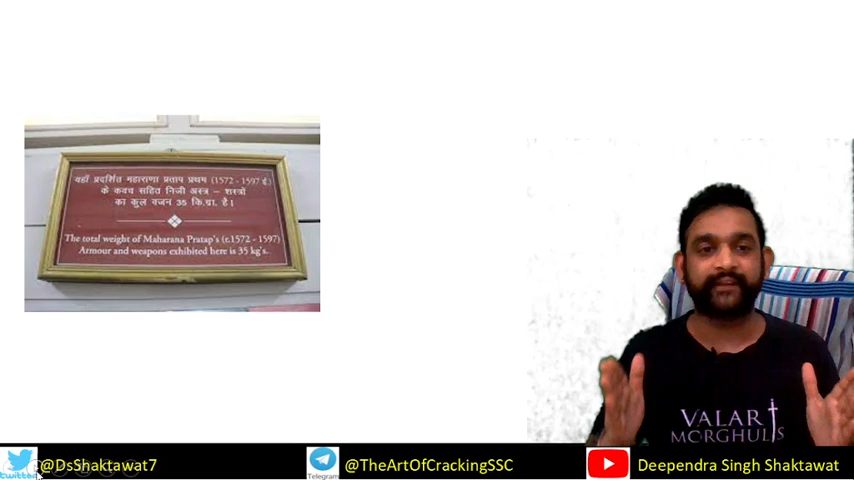 यहाँ प्रदर्शित महाराणा प्रताप प्रथम (1572 - 1597 ई.)
के कवच सहित निजी अस्त्र – शस्त्रों
का कुल वजन 35 कि.ग्रा. है।
The total weight of Maharana Pratap's (r.1572 - 1597)
Armour and weapons exhibited here is 35 kg's.
VALAR
MORGHULIS
twitter
@DsShaktawat7
Telegram
@TheArtOfCrackingSSC
Deependra Singh Shaktawat